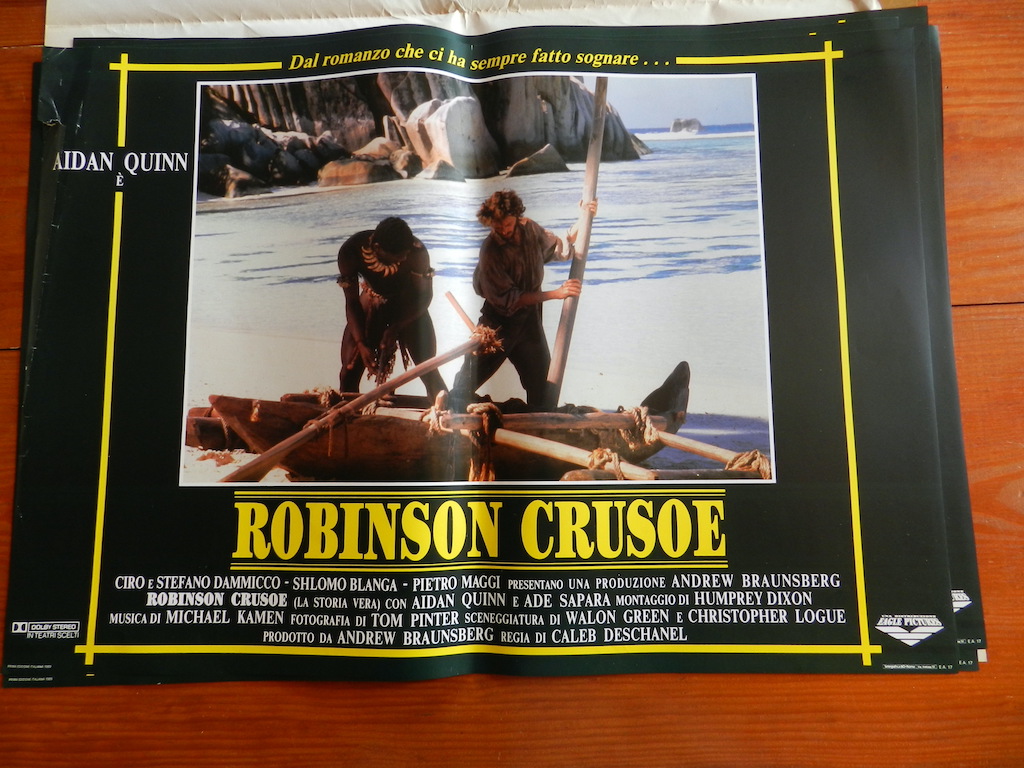 Dal romanzo che ci ha sempre fatto sognare . . .
AIDAN QUINN
È
ROBINSON CRUSOE
CIRO E STEFANO DAMMICCO - SHLOMO BLANGA - PIETRO MAGGI PRESENTANO UNA PRODUZIONE ANDREW BRAUNSBERG
ROBINSON CRUSOE (LA STORIA VERA) CON AIDAN QUINN E ADE SAPARA MONTAGGIO DI HUMPREY DIXON
MUSICA DI MICHAEL KAMEN FOTOGRAFIA DI TOM PINTER SCENEGGIATURA DI WALON GREEN E CHRISTOPHER LOGUE
PRODOTTO DA ANDREW BRAUNSBERG REGIA DI CALEB DESCHANEL
DOLBY STEREO
IN TEATRI SCELTI
EAGLE PICTURES
E.A. 17
E.A. 17
E.A. 17